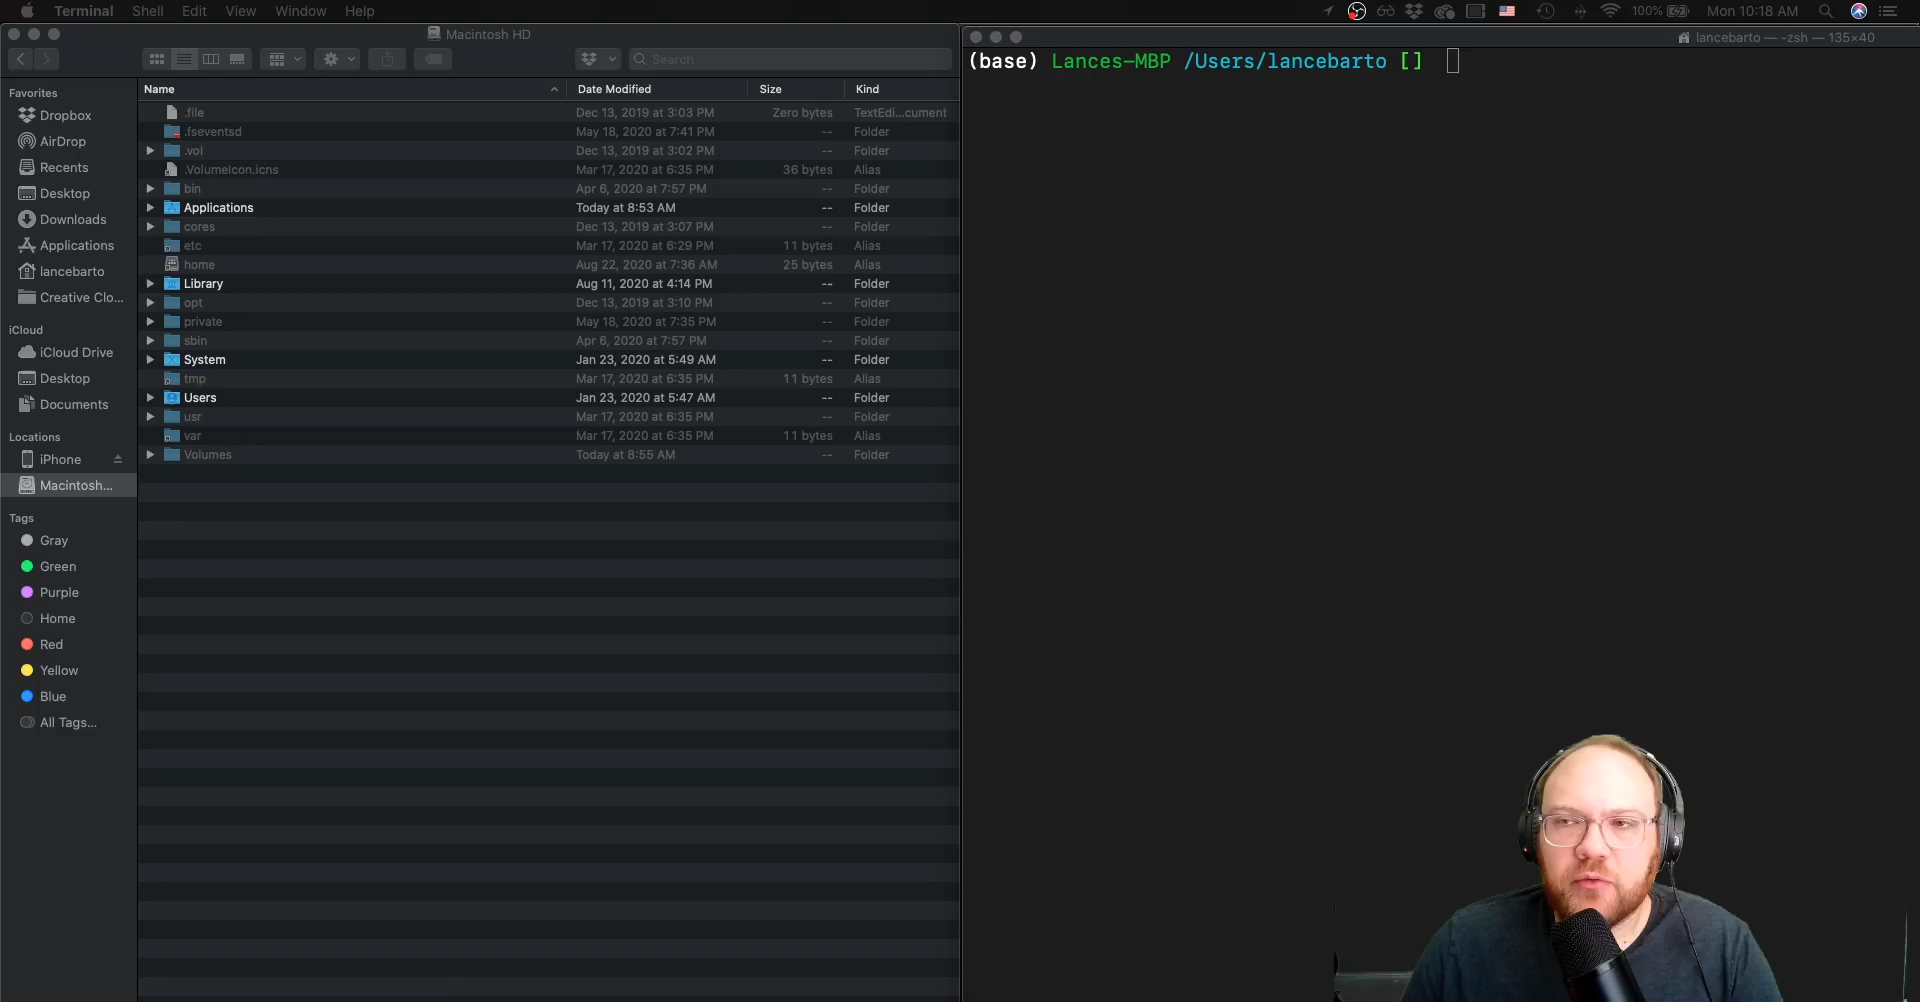 Terminal Shell Edit View Window Help 100% Mon 10:18 AM
Macintosh HD
lancebarto — -zsh — 135×40
Search
(base) Lances-MBP /Users/lancebarto []
Favorites
Dropbox
AirDrop
Recents
Desktop
Downloads
Applications
lancebarto
Creative Clo...
iCloud
iCloud Drive
Desktop
Documents
Locations
iPhone
Macintosh...
Tags
Gray
Green
Purple
Home
Red
Yellow
Blue
All Tags...
Name Date Modified Size Kind
.file Dec 13, 2019 at 3:03 PM Zero bytes TextEdi...cument
.fseventsd May 18, 2020 at 7:41 PM -- Folder
.vol Dec 13, 2019 at 3:02 PM -- Folder
.VolumeIcon.icns Mar 17, 2020 at 6:35 PM 36 bytes Alias
bin Apr 6, 2020 at 7:57 PM -- Folder
Applications Today at 8:53 AM -- Folder
cores Dec 13, 2019 at 3:07 PM -- Folder
etc Mar 17, 2020 at 6:29 PM 11 bytes Alias
home Aug 22, 2020 at 7:36 AM 25 bytes Alias
Library Aug 11, 2020 at 4:14 PM -- Folder
opt Dec 13, 2019 at 3:10 PM -- Folder
private May 18, 2020 at 7:35 PM -- Folder
sbin Apr 6, 2020 at 7:57 PM -- Folder
System Jan 23, 2020 at 5:49 AM -- Folder
tmp Mar 17, 2020 at 6:35 PM 11 bytes Alias
Users Jan 23, 2020 at 5:47 AM -- Folder
usr Mar 17, 2020 at 6:35 PM -- Folder
var Mar 17, 2020 at 6:35 PM 11 bytes Alias
Volumes Today at 8:55 AM -- Folder